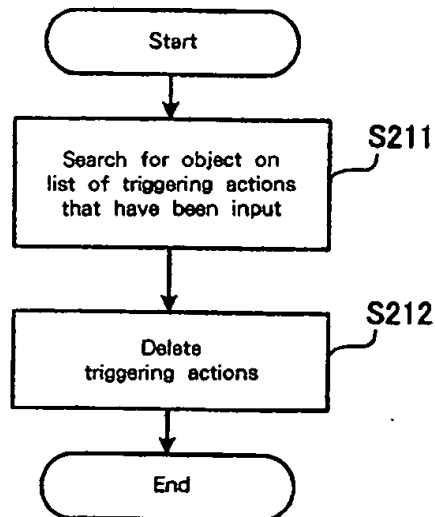 Start
Search for object on
list of triggering actions
that have been input
S211
Delete
triggering actions
S212
End